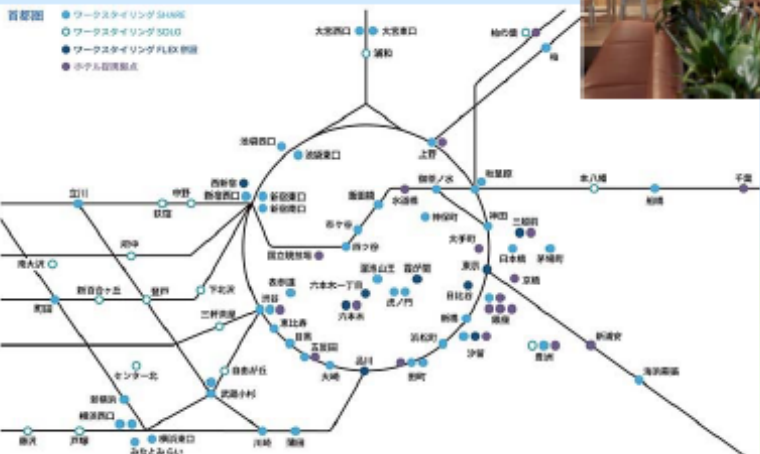 首都圏
ワークスタイリング SHARE
ワークスタイリング SOLO
ワークスタイリング FLEX 併設
ホテル提携拠点
大宮西口
大宮東口
浦和
柏の葉
柏
池袋西口
池袋東口
上野
西新宿
新宿西口
新宿東口
新宿南口
立川
荻窪
中野
飯田橋
水道橋
御茶ノ水
秋葉原
本八幡
船橋
千葉
神保町
神田
市ケ谷
四ツ谷
国立競技場
大手町
三越前
日本橋
茅場町
東京
京橋
府中
南大沢
町田
新百合ヶ丘
登戸
下北沢
表参道
溜池山王
霞が関
六本木一丁目
六本木
虎ノ門
日比谷
銀座
新橋
汐留
浜松町
田町
品川
大崎
五反田
目黒
恵比寿
渋谷
三軒茶屋
自由が丘
武蔵小杉
センター北
新横浜
横浜西口
横浜東口
みなとみらい
藤沢
戸塚
川崎
蒲田
豊洲
新浦安
海浜幕張